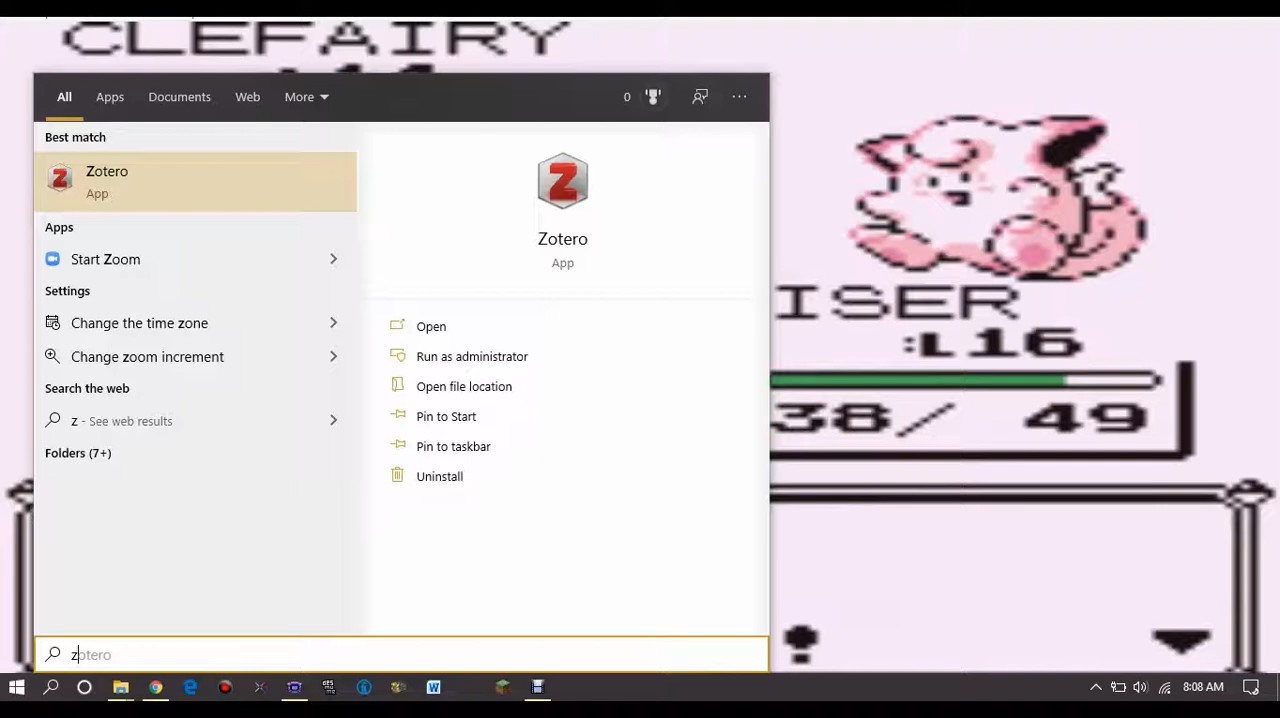 CLEFAIRY
All Apps Documents Web More 0 ...
Best match
Zotero
App
Apps
Start Zoom
Settings
Change the time zone
Change zoom increment
Search the web
z - See web results
Folders (7+)
Z
Zotero
App
Open
Run as administrator
Open file location
Pin to Start
Pin to taskbar
Uninstall
zotero
ISER
:L16
38/ 49
!
8:08 AM